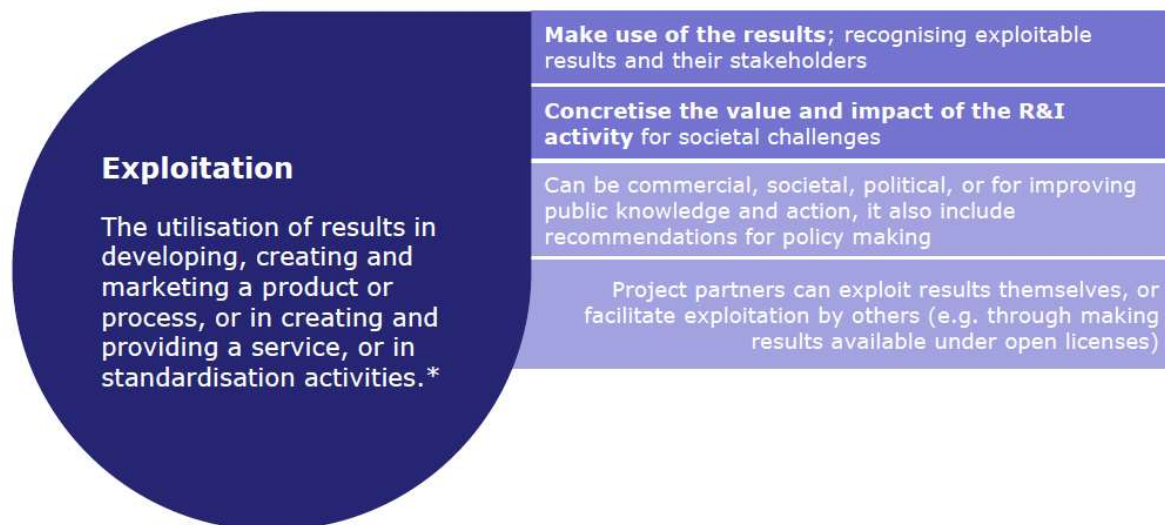 Exploitation
The utilisation of results in
developing, creating and
marketing a product or
process, or in creating and
providing a service, or in
standardisation activities.*
Make use of the results; recognising exploitable
results and their stakeholders
Concretise the value and impact of the R&I
activity for societal challenges
Can be commercial, societal, political, or for improving
public knowledge and action, it also include
recommendations for policy making
Project partners can exploit results themselves, or
facilitate exploitation by others (e.g. through making
results available under open licenses)